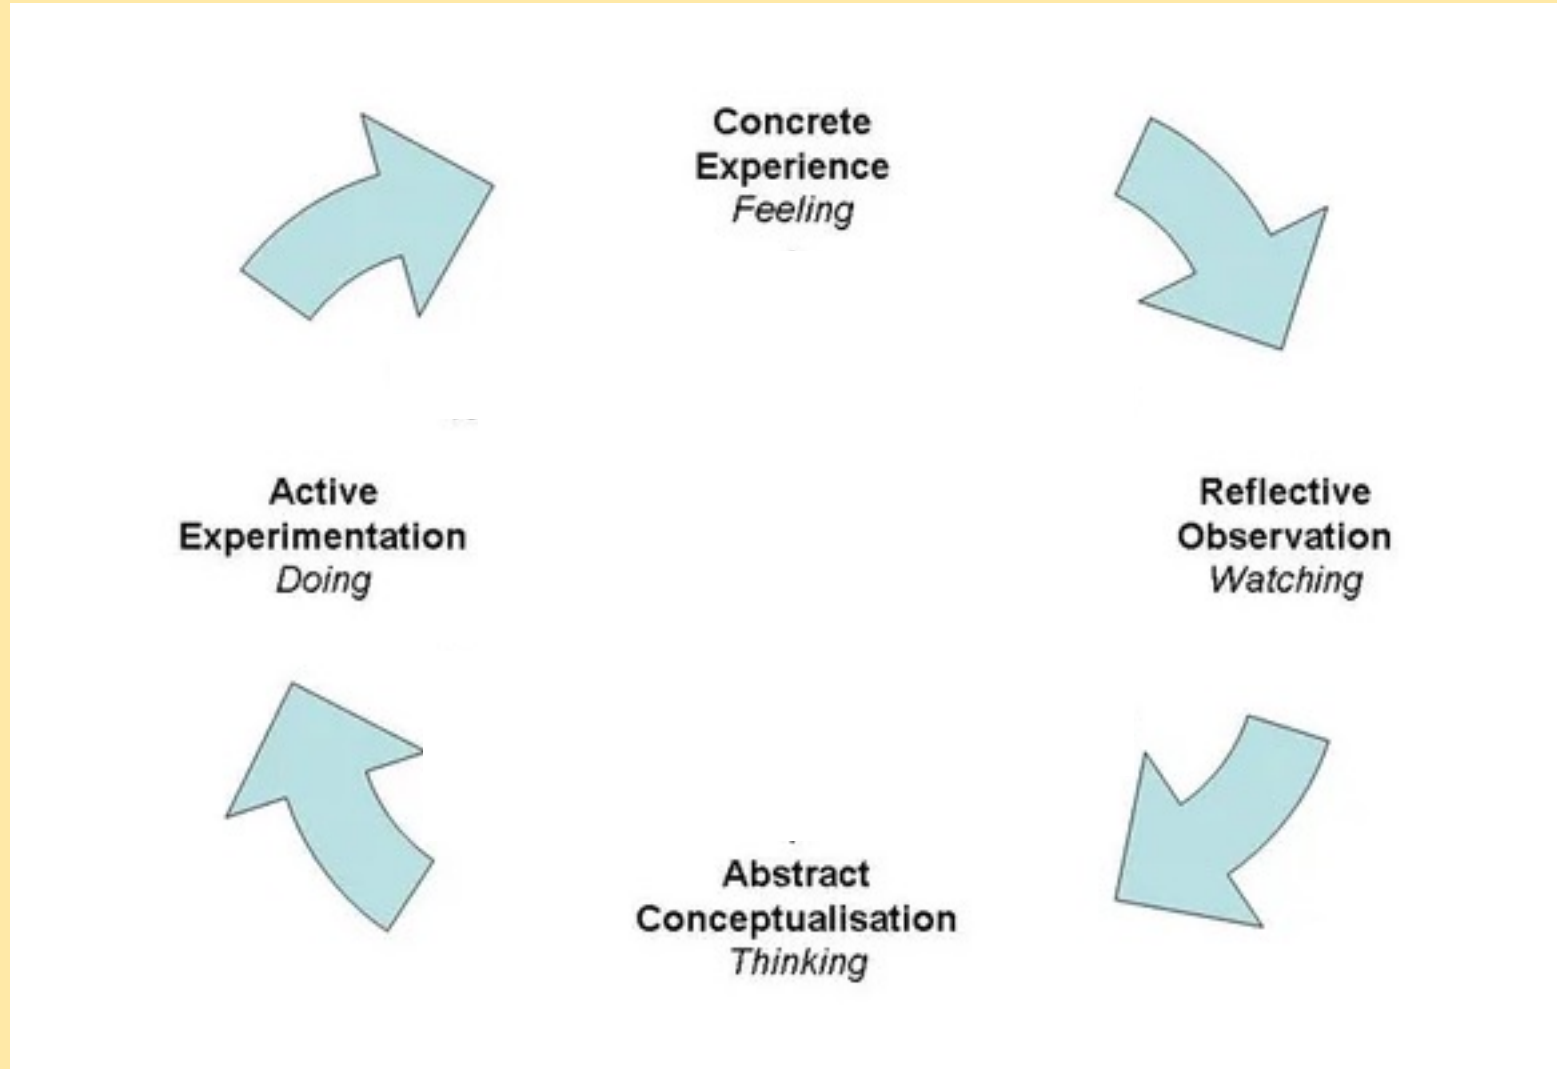 Concrete
Experience
Feeling
Active
Experimentation
Doing
Reflective
Observation
Watching
Abstract
Conceptualisation
Thinking